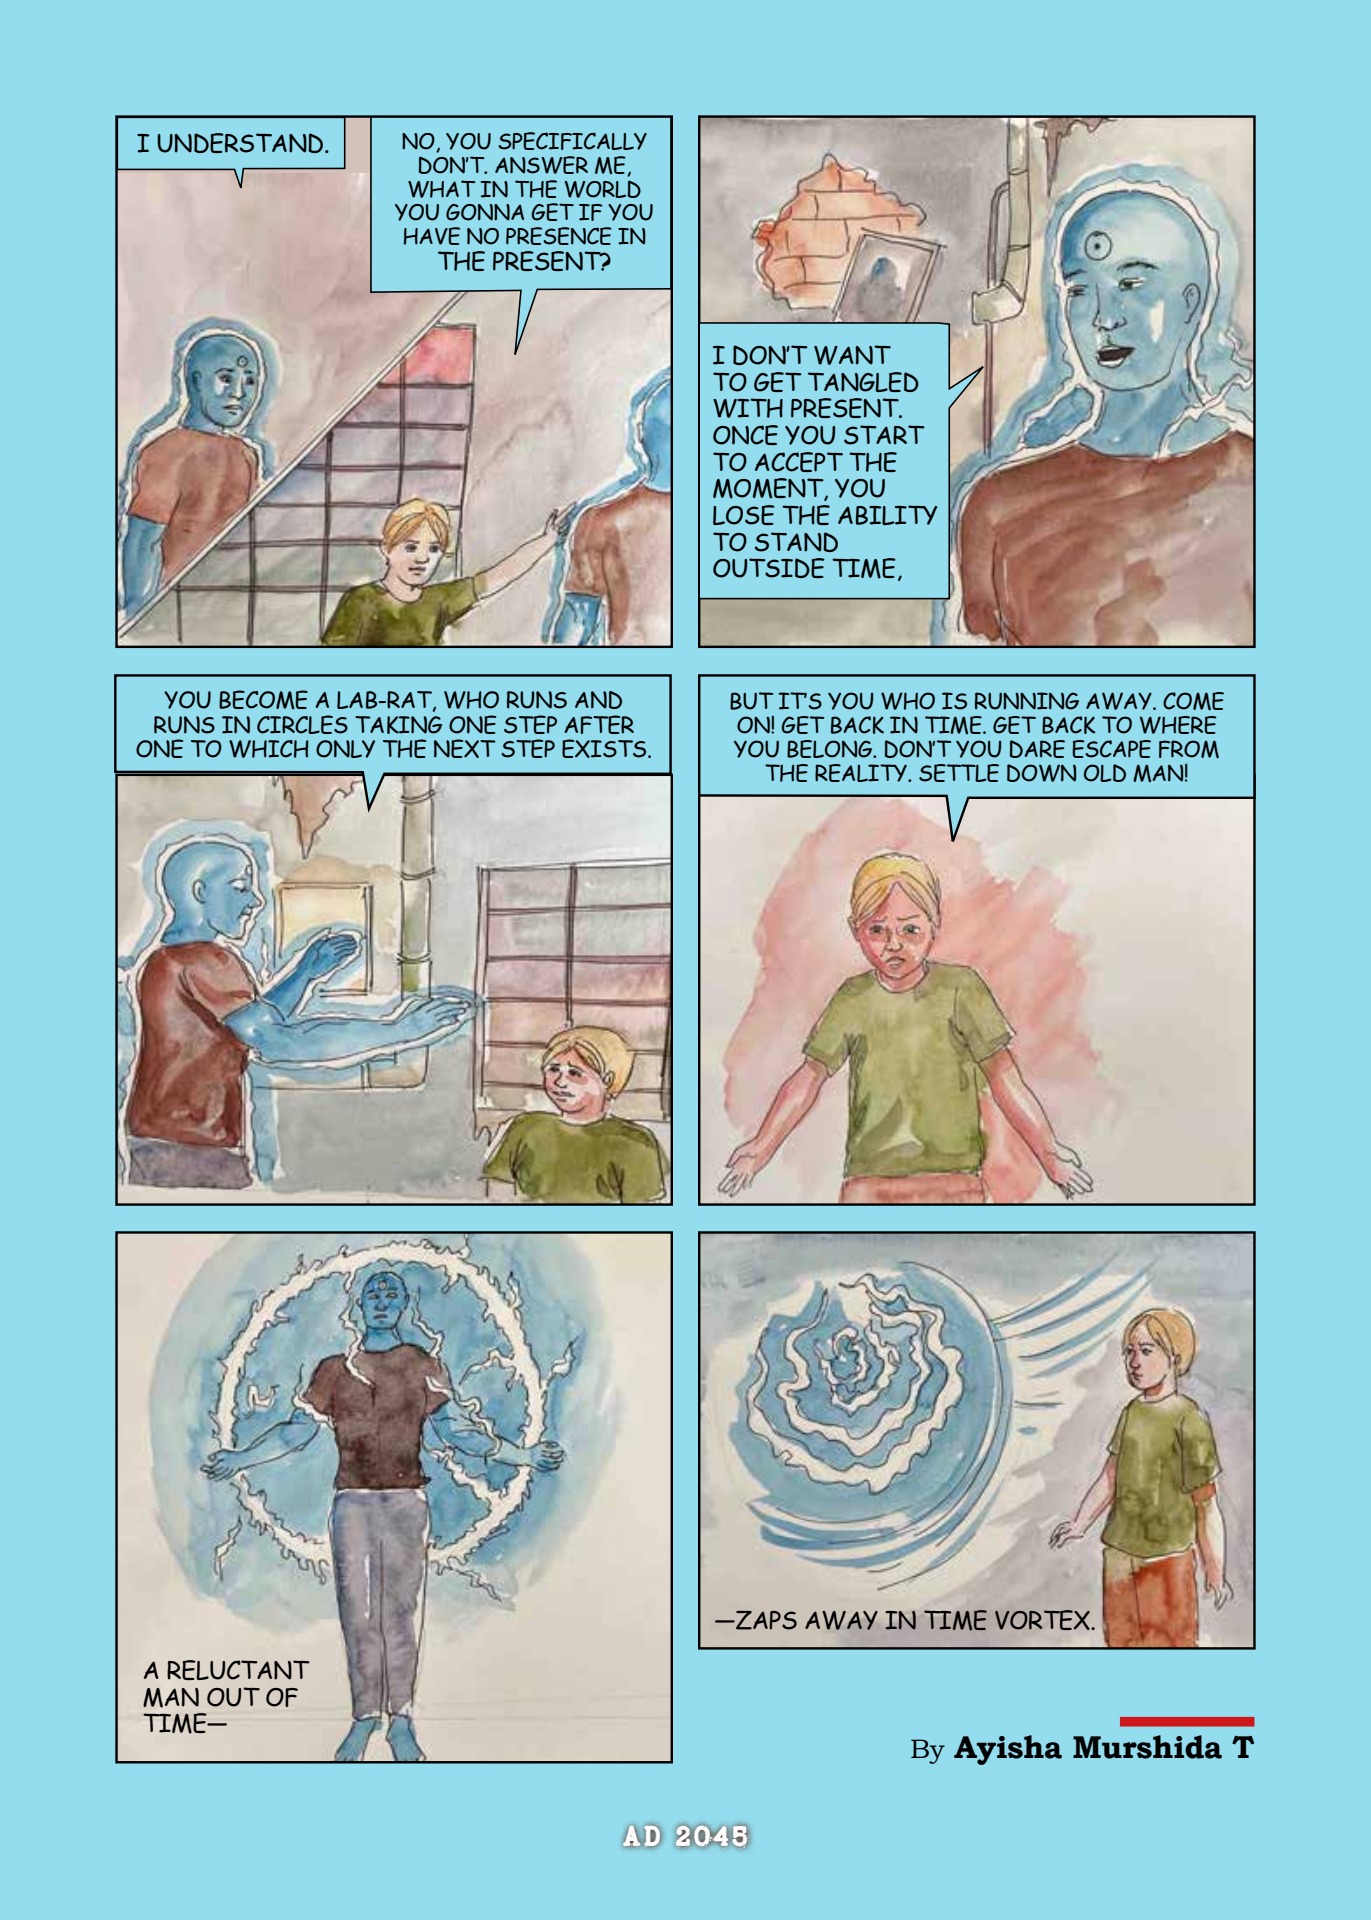 I UNDERSTAND.
NO, YOU SPECIFICALLY
DON'T. ANSWER ME,
WHAT IN THE WORLD
YOU GONNA GET IF YOU
HAVE NO PRESENCE IN
THE PRESENT?
I DON'T WANT
TO GET TANGLED
WITH PRESENT.
ONCE YOU START
TO ACCEPT THE
MOMENT, YOU
LOSE THE ABILITY
TO STAND
OUTSIDE TIME,
YOU BECOME A LAB-RAT, WHO RUNS AND
RUNS IN CIRCLES TAKING ONE STEP AFTER
ONE TO WHICH ONLY THE NEXT STEP EXISTS.
BUT IT'S YOU WHO IS RUNNING AWAY. COME
ON! GET BACK IN TIME. GET BACK TO WHERE
YOU BELONG. DON'T YOU DARE ESCAPE FROM
THE REALITY. SETTLE DOWN OLD MAN!
A RELUCTANT
MAN OUT OF
TIME—
—ZAPS AWAY IN TIME VORTEX.
By Ayisha Murshida T
AD 2045